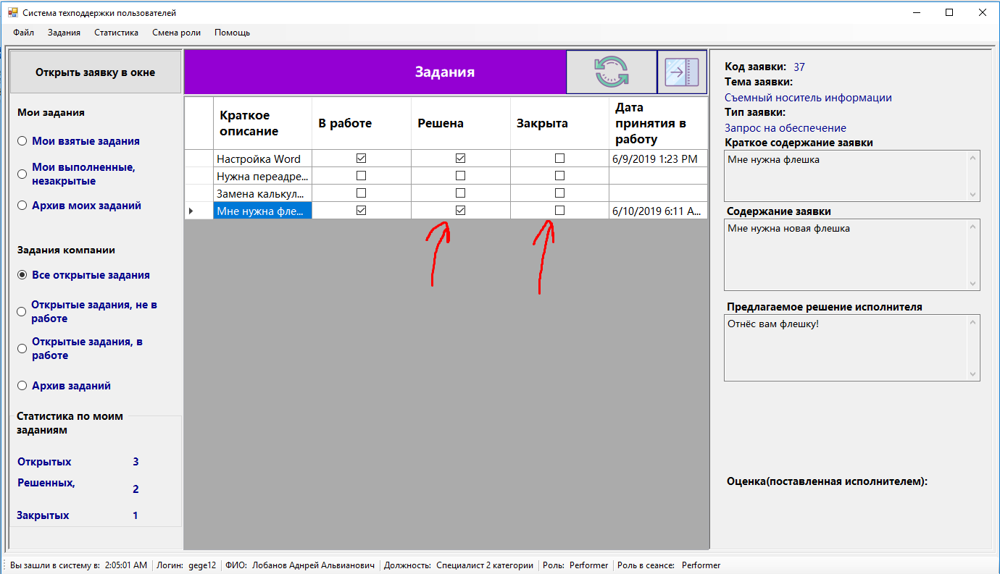 Система техподдержки пользователей
Файл Задания Статистика Смена роли Помощь
Открыть заявку в окне
Мои задания
Мои взятые задания
Мои выполненные,
незакрытые
Архив моих заданий
Задания компании
Все открытые задания
Открытые задания, не в
работе
Открытые задания, в
работе
Архив заданий
Статистика по моим
заданиям
Открытых 3
Решенных,
2
Закрытых 1
Задания
Краткое
описание
В работе
Решена
Закрыта
Дата
принятия в
работу
Настройка Word 6/9/2019 1:23 PM
Нужна переадре...
Замена калькул...
Мне нужна фле... 6/10/2019 6:11 A...
Код заявки: 37
Тема заявки:
Съемный носитель информации
Тип заявки:
Запрос на обеспечение
Краткое содержание заявки
Мне нужна флешка
Содержание заявки
Мне нужна новая флешка
Предлагаемое решение исполнителя
Отнёс вам флешку!
Оценка(поставленная исполнителем):
Вы зашли в систему в: 2:05:01 AM Логин: gege12 ФИО: Лобанов Аднрей Альвианович Должность: Специалист 2 категории Роль: Performer Роль в сеансе: Performer